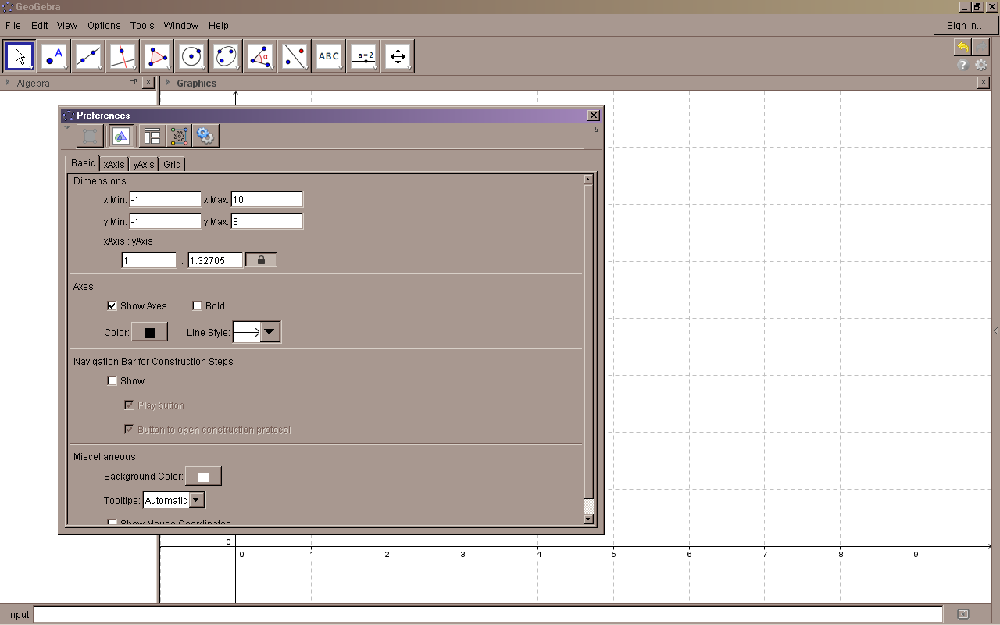 GeoGebra
File Edit View Options Tools Window Help
Sign in...
A
α
ABC
a=2
Algebra
Graphics
Preferences
Basic xAxis yAxis Grid
Dimensions
x Min: -1 x Max: 10
y Min: -1 y Max: 8
xAxis : yAxis
1 : 1.32705
Axes
Show Axes Bold
Color: Line Style:
Navigation Bar for Construction Steps
Show
Play button
Button to open construction protocol
Miscellaneous
Background Color:
Tooltips: Automatic
Show Mouse Coordinates
0
0 1 2 3 4 5 6 7 8 9
Input: